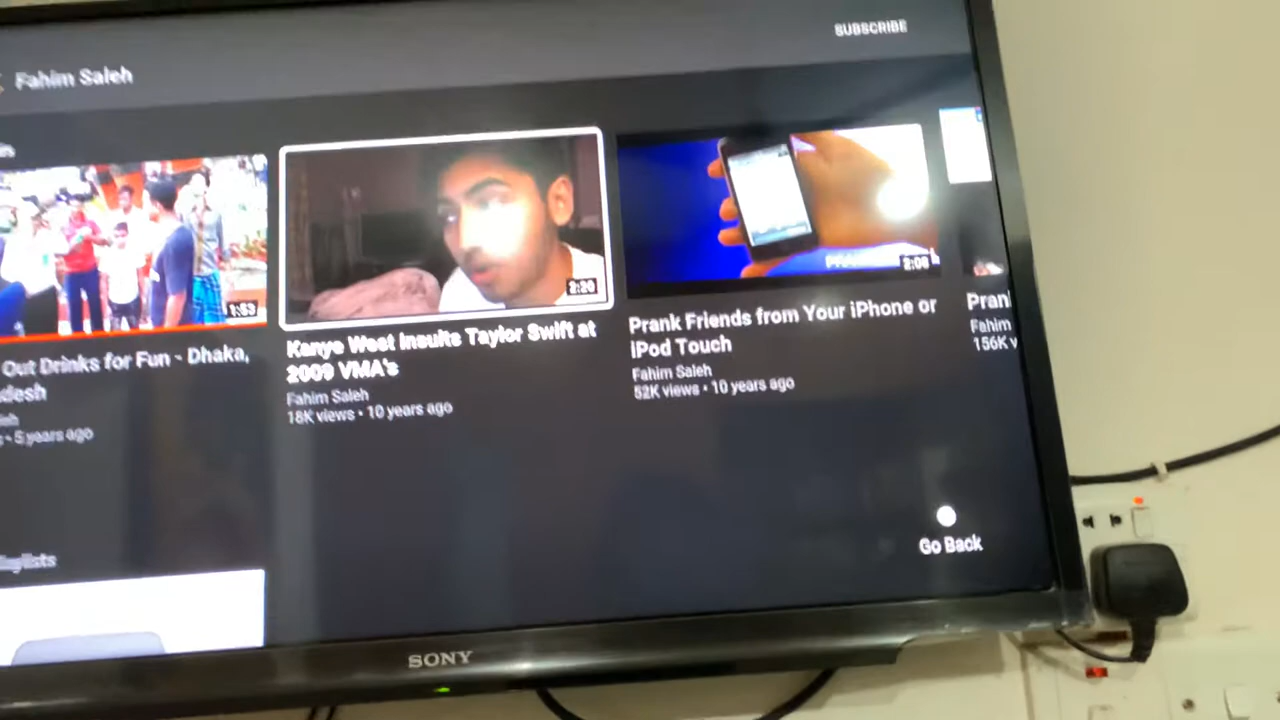 SUBSCRIBE
Fahim Saleh
1:53
2:20
2:06
Out Drinks for Fun - Dhaka,
Kanye West Insults Taylor Swift at
2009 VMA's
Fahim Saleh
18K views • 10 years ago
Prank Friends from Your iPhone or
iPod Touch
Fahim Saleh
52K views • 10 years ago
Fahim
156K
5 years ago
Go Back
SONY